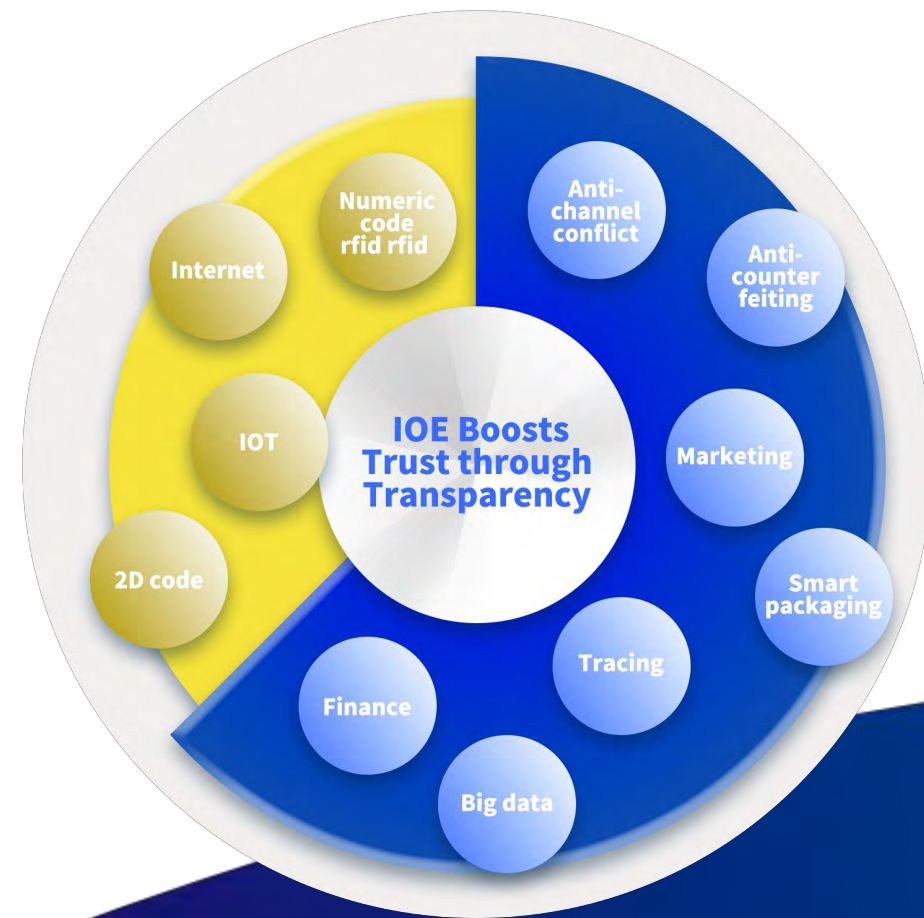 Numeric
code
rfid rfid
Internet
IOT
2D code
Anti-
channel
conflict
Anti-
counter
feiting
Marketing
Smart
packaging
Tracing
Finance
Big data
IOE Boosts
Trust through
Transparency